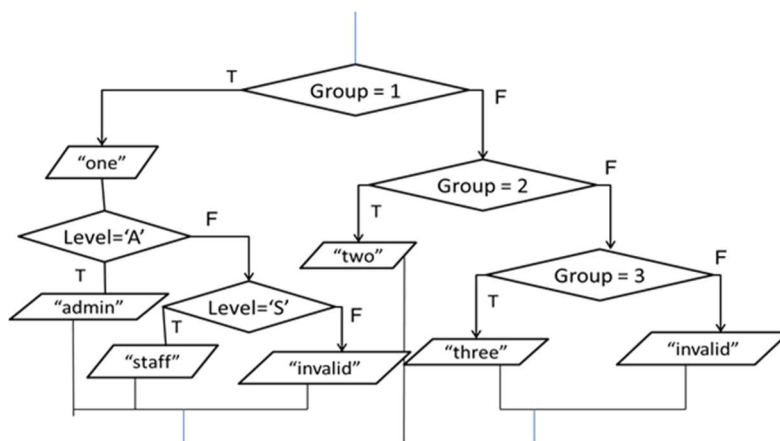 T
Group = 1
F
“one”
Group = 2
F
Level=‘A’
F
T
“two”
T
Group = 3
F
“admin”
Level=‘S’
T
F
T
“staff”
“invalid”
“three”
“invalid”